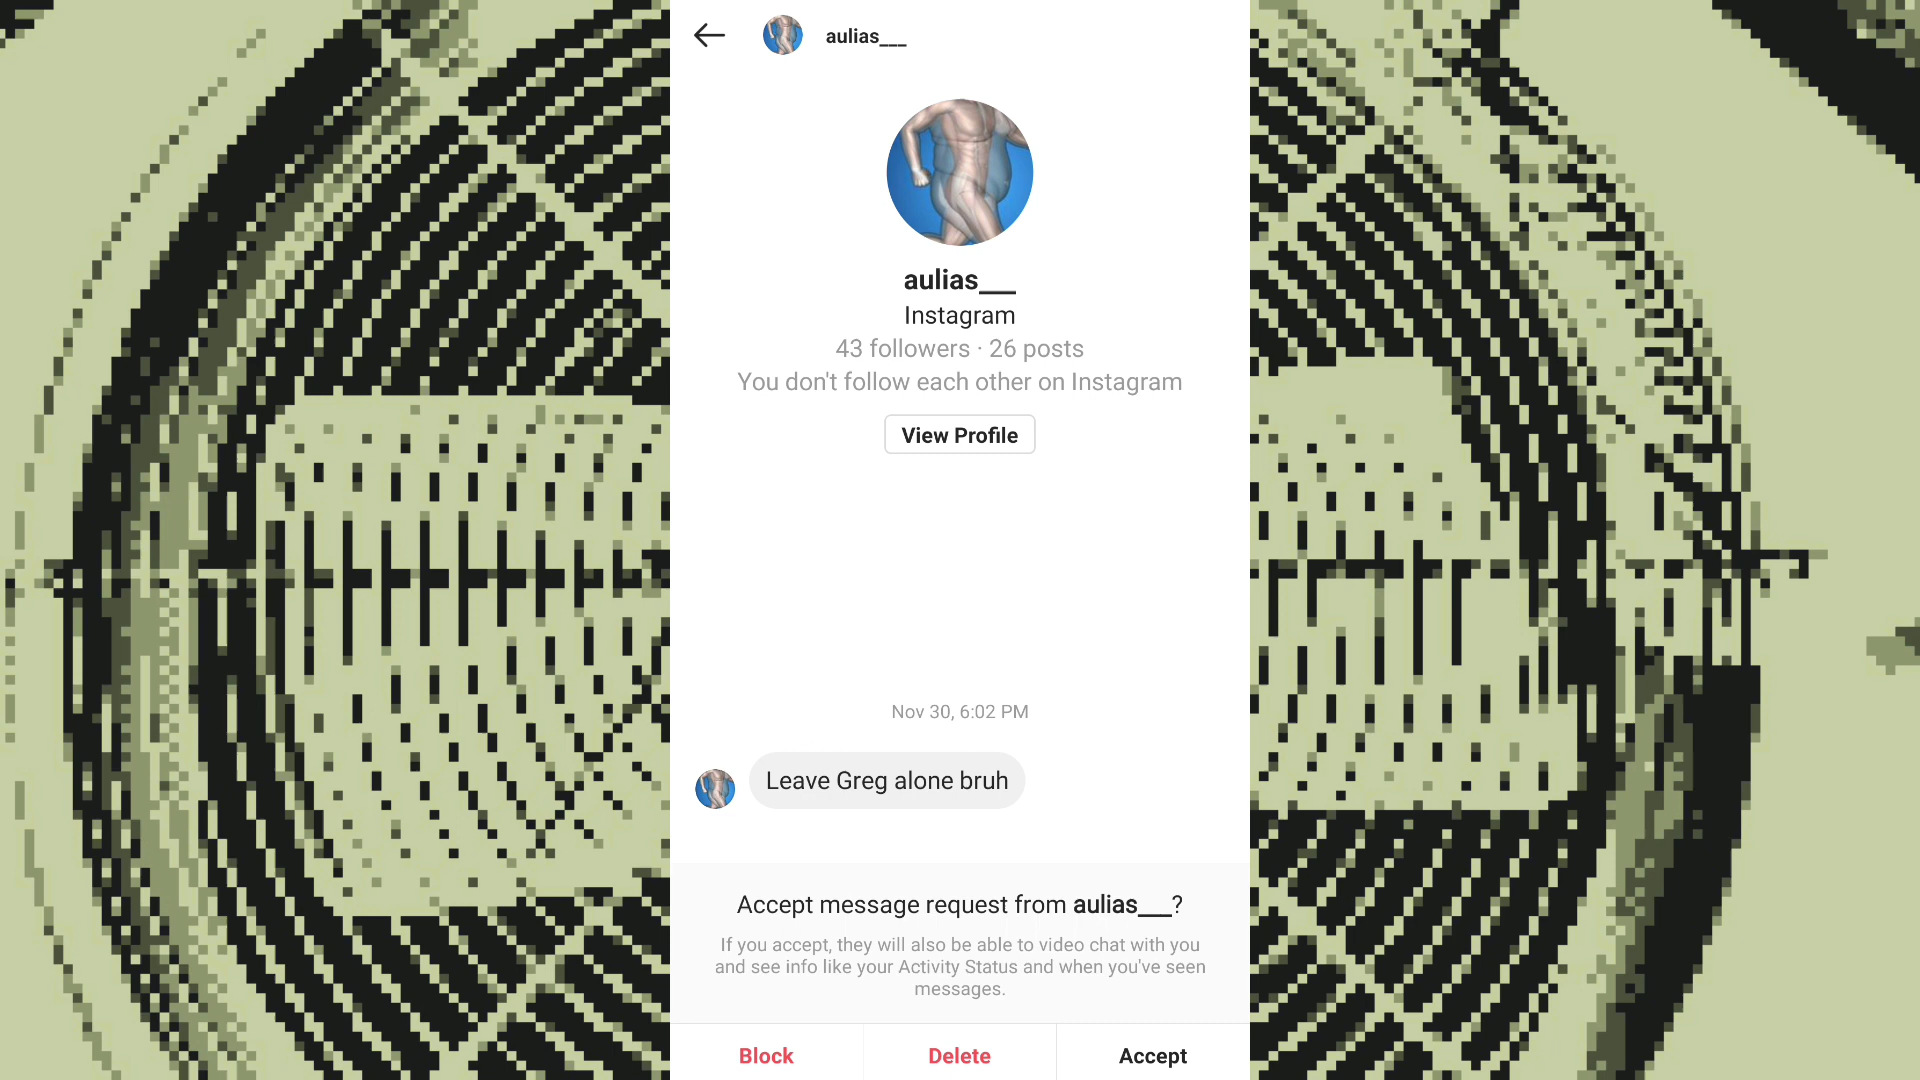 aulias___
aulias___
Instagram
43 followers · 26 posts
You don't follow each other on Instagram
View Profile
Nov 30, 6:02 PM
Leave Greg alone bruh
Accept message request from aulias___?
If you accept, they will also be able to video chat with you
and see info like your Activity Status and when you've seen
messages.
Block
Delete
Accept